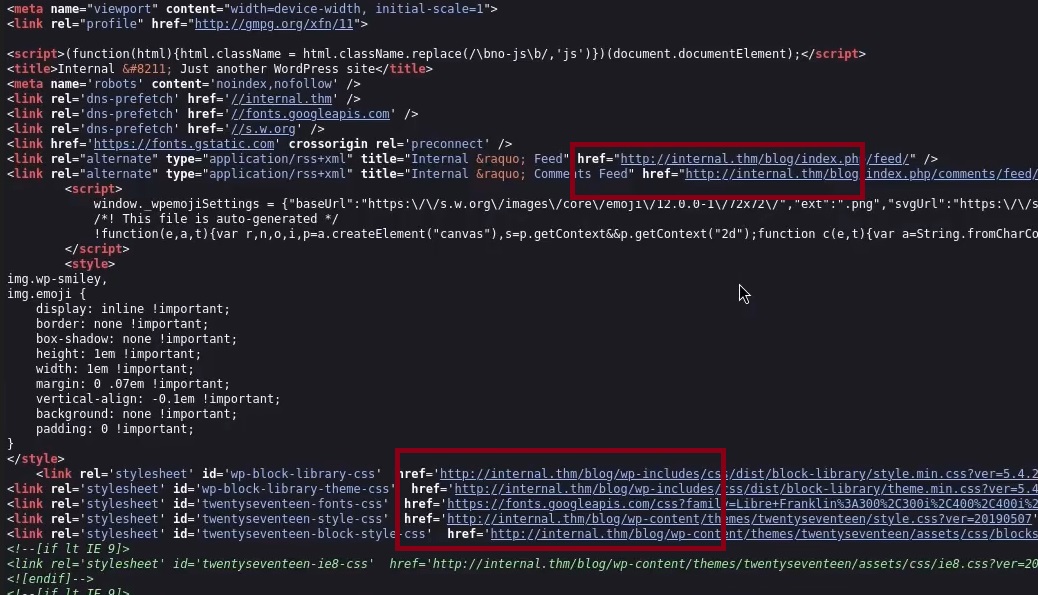 <meta name="viewport" content="width=device-width, initial-scale=1">
<link rel="profile" href="http://gmpg.org/xfn/11">
<script>(function(html){html.className = html.className.replace(/\bno-js\b/,'js')})(document.documentElement);</script>
<title>Internal &#8211; Just another WordPress site</title>
<meta name='robots' content='noindex,nofollow' />
<link rel='dns-prefetch' href='//internal.thm' />
<link rel='dns-prefetch' href='//fonts.googleapis.com' />
<link rel='dns-prefetch' href='//s.w.org' />
<link href='https://fonts.gstatic.com' crossorigin rel='preconnect' />
<link rel="alternate" type="application/rss+xml" title="Internal &raquo; Feed" href="http://internal.thm/blog/index.php/feed/" />
<link rel="alternate" type="application/rss+xml" title="Internal &raquo; Comments Feed" href="http://internal.thm/blog/index.php/comments/feed/
<script>
window._wpemojiSettings = {"baseUrl":"https:\/\/s.w.org\/images\/core\/emoji\/12.0.0-1\/72x72\/","ext":".png","svgUrl":"https:\/\/s
/*! This file is auto-generated */
!function(e,a,t){var r,n,o,i,p=a.createElement("canvas"),s=p.getContext&&p.getContext("2d");function c(e,t){var a=String.fromCharCo
</script>
<style>
img.wp-smiley,
img.emoji {
display: inline !important;
border: none !important;
box-shadow: none !important;
height: 1em !important;
width: 1em !important;
margin: 0 .07em !important;
vertical-align: -0.1em !important;
background: none !important;
padding: 0 !important;
}
</style>
<link rel='stylesheet' id='wp-block-library-css'  href='http://internal.thm/blog/wp-includes/css/dist/block-library/style.min.css?ver=5.4.2
<link rel='stylesheet' id='wp-block-library-theme-css'  href='http://internal.thm/blog/wp-includes/css/dist/block-library/theme.min.css?ver=5.4
<link rel='stylesheet' id='twentyseventeen-fonts-css'  href='https://fonts.googleapis.com/css?family=Libre+Franklin%3A300%2C300i%2C400%2C400i%2
<link rel='stylesheet' id='twentyseventeen-style-css'  href='http://internal.thm/blog/wp-content/themes/twentyseventeen/style.css?ver=20190507'
<link rel='stylesheet' id='twentyseventeen-block-style-css'  href='http://internal.thm/blog/wp-content/themes/twentyseventeen/assets/css/blocks
<!--[if lt IE 9]>
<link rel='stylesheet' id='twentyseventeen-ie8-css'  href='http://internal.thm/blog/wp-content/themes/twentyseventeen/assets/css/ie8.css?ver=20
<![endif]-->
<!--[if lt IE 9]>